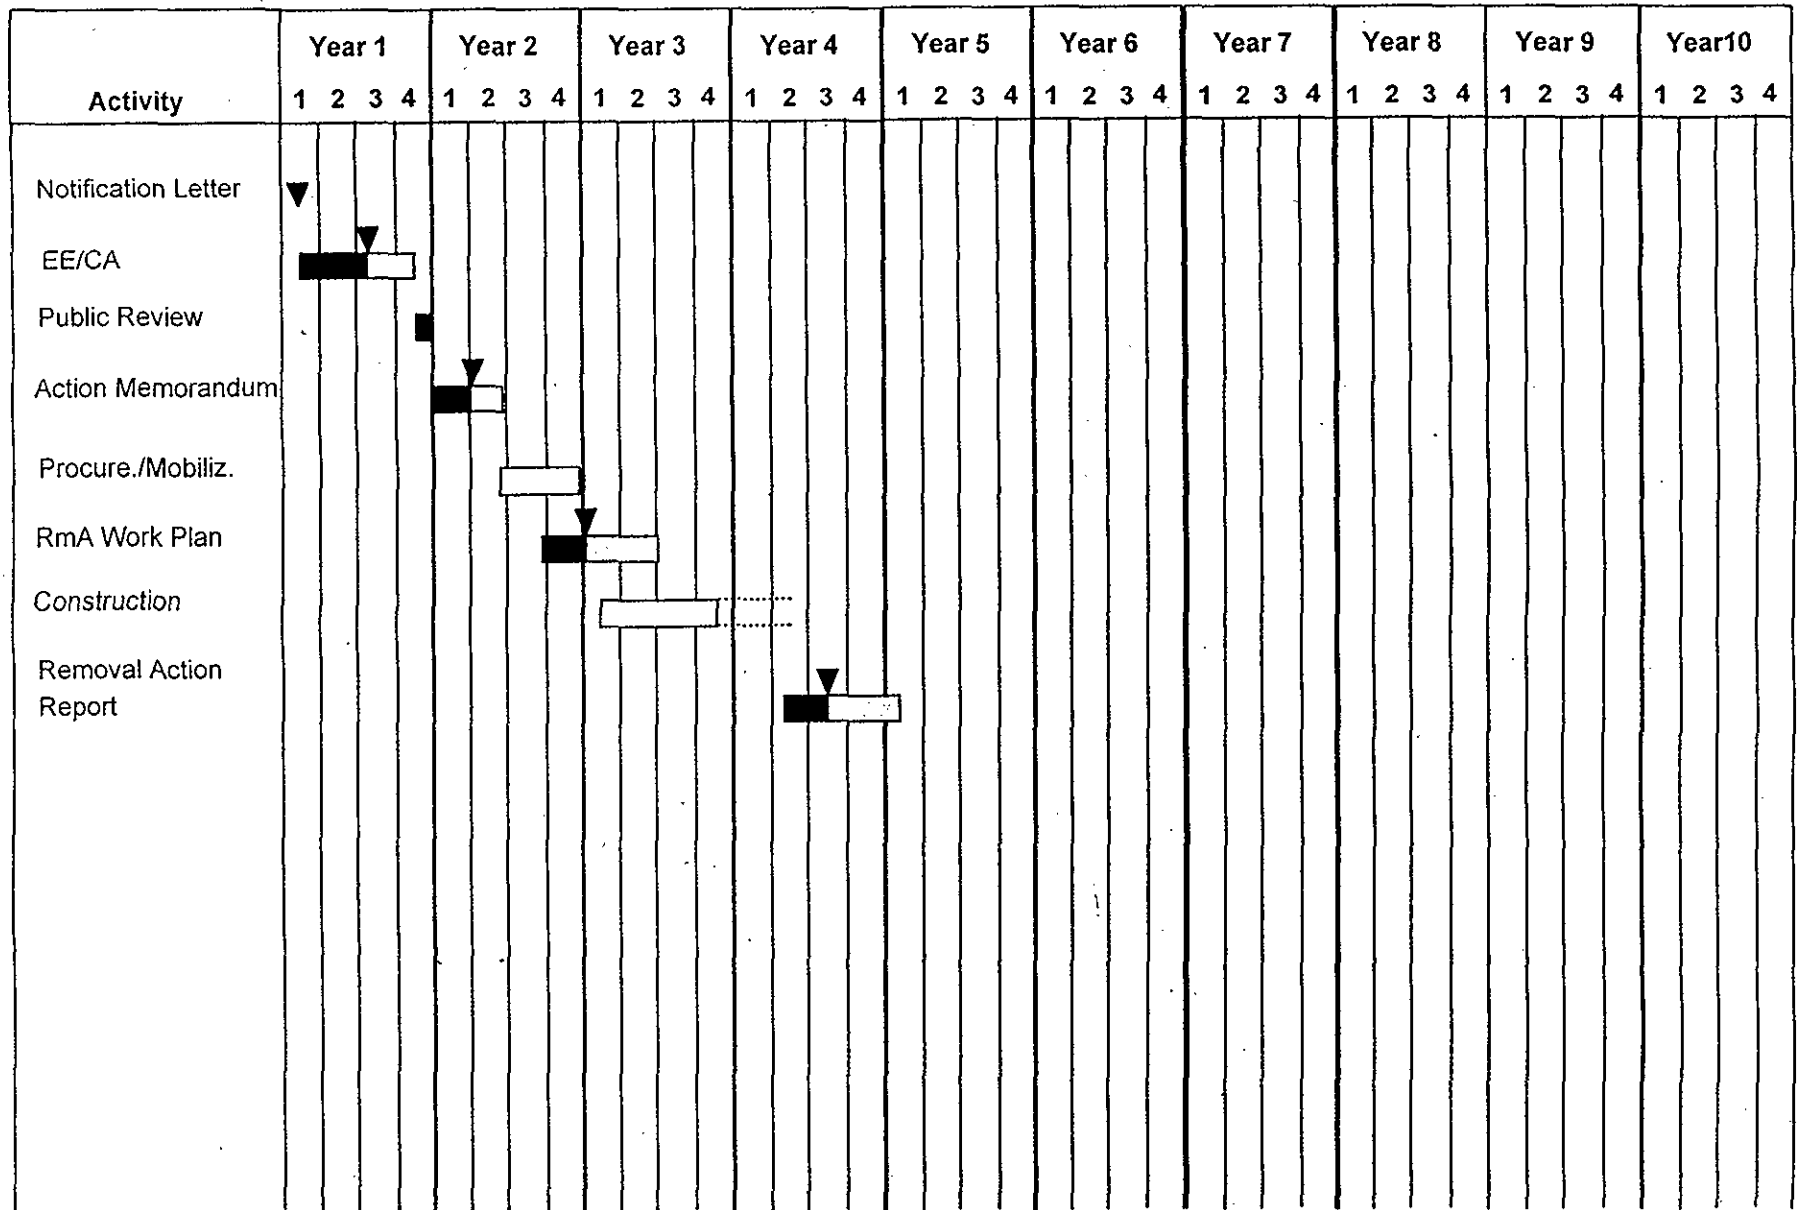 Year 1 Year 2 Year 3 Year 4 Year 5 Year 6 Year 7 Year 8 Year 9 Year10
Activity 1 2 3 4 1 2 3 4 1 2 3 4 1 2 3 4 1 2 3 4 1 2 3 4 1 2 3 4 1 2 3 4 1 2 3 4 1 2 3 4
Notification Letter
EE/CA
Public Review
Action Memorandum
Procure./Mobiliz.
RmA Work Plan
Construction
Removal Action
Report